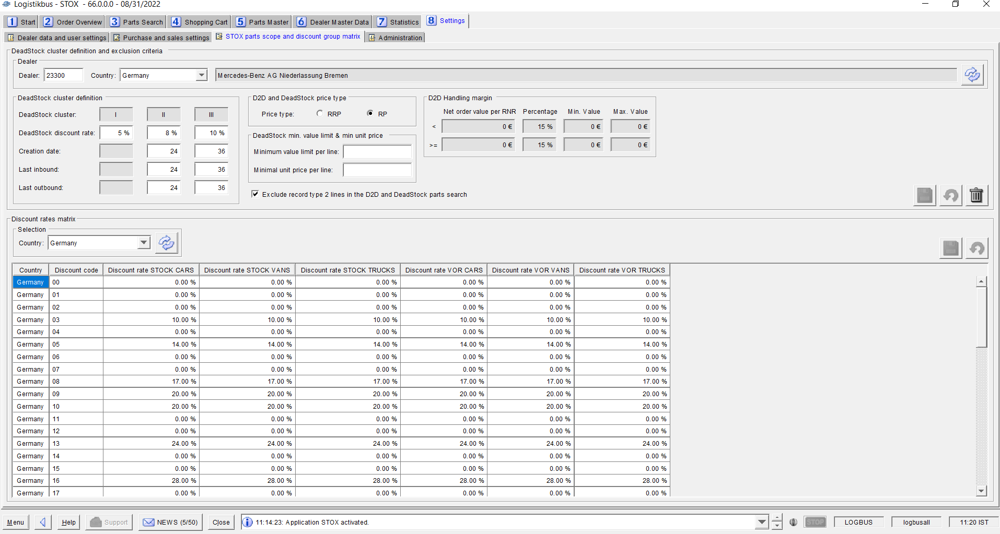 Logistikbus - STOX - 66.0.0.0 - 08/31/2022
1 Start 2 Order Overview 3 Parts Search 4 Shopping Cart 5 Parts Master 6 Dealer Master Data 7 Statistics 8 Settings
1 Dealer data and user settings 2 Purchase and sales settings 3 STOX parts scope and discount group matrix 4 Administration
DeadStock cluster definition and exclusion criteria
Dealer
Dealer: 23300 Country: Germany Mercedes-Benz AG Niederlassung Bremen
DeadStock cluster definition
DeadStock cluster: I II III
DeadStock discount rate: 5 % 8 % 10 %
Creation date: 24 36
Last inbound: 24 36
Last outbound: 24 36
D2D and DeadStock price type
Price type: RRP RP
DeadStock min. value limit & min unit price
Minimum value limit per line:
Minimal unit price per line:
Exclude record type 2 lines in the D2D and DeadStock parts search
D2D Handling margin
Net order value per RNR Percentage Min. Value Max. Value
< 0 € 15 % 0 € 0 €
>= 0 € 15 % 0 € 0 €
Discount rates matrix
Selection
Country: Germany
Country Discount code Discount rate STOCK CARS Discount rate STOCK VANS Discount rate STOCK TRUCKS Discount rate VOR CARS Discount rate VOR VANS Discount rate VOR TRUCKS
Germany 00 0.00 % 0.00 % 0.00 % 0.00 % 0.00 % 0.00 %
Germany 01 0.00 % 0.00 % 0.00 % 0.00 % 0.00 % 0.00 %
Germany 02 0.00 % 0.00 % 0.00 % 0.00 % 0.00 % 0.00 %
Germany 03 10.00 % 10.00 % 10.00 % 10.00 % 10.00 % 10.00 %
Germany 04 0.00 % 0.00 % 0.00 % 0.00 % 0.00 % 0.00 %
Germany 05 14.00 % 14.00 % 14.00 % 14.00 % 14.00 % 14.00 %
Germany 06 0.00 % 0.00 % 0.00 % 0.00 % 0.00 % 0.00 %
Germany 07 0.00 % 0.00 % 0.00 % 0.00 % 0.00 % 0.00 %
Germany 08 17.00 % 17.00 % 17.00 % 17.00 % 17.00 % 17.00 %
Germany 09 20.00 % 20.00 % 20.00 % 20.00 % 20.00 % 20.00 %
Germany 10 20.00 % 20.00 % 20.00 % 20.00 % 20.00 % 20.00 %
Germany 11 0.00 % 0.00 % 0.00 % 0.00 % 0.00 % 0.00 %
Germany 12 0.00 % 0.00 % 0.00 % 0.00 % 0.00 % 0.00 %
Germany 13 24.00 % 24.00 % 24.00 % 24.00 % 24.00 % 24.00 %
Germany 14 0.00 % 0.00 % 0.00 % 0.00 % 0.00 % 0.00 %
Germany 15 0.00 % 0.00 % 0.00 % 0.00 % 0.00 % 0.00 %
Germany 16 28.00 % 28.00 % 28.00 % 28.00 % 28.00 % 28.00 %
Germany 17 0.00 % 0.00 % 0.00 % 0.00 % 0.00 % 0.00 %
Menu Help Support NEWS (5/50) Close 11:14:23: Application STOX activated. STOP LOGBUS logbusall 11:20 IST